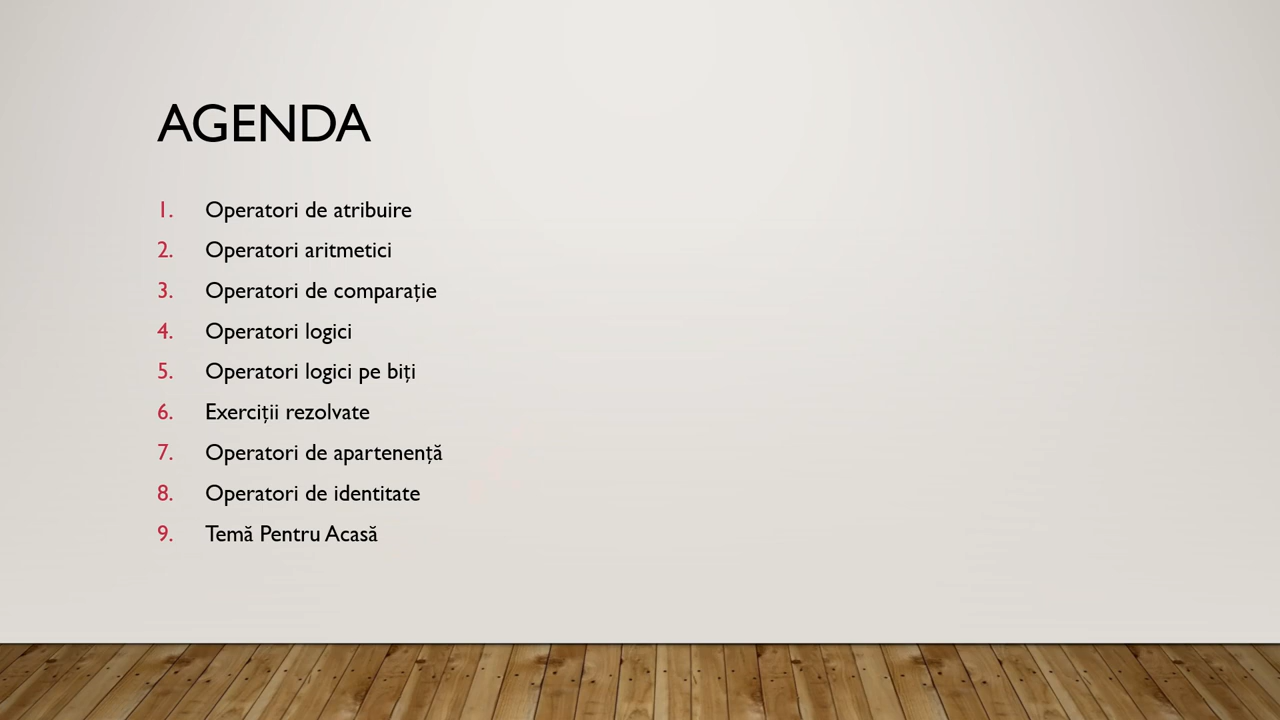 AGENDA
1. Operatori de atribuire
2. Operatori aritmetici
3. Operatori de comparație
4. Operatori logici
5. Operatori logici pe biți
6. Exerciții rezolvate
7. Operatori de apartenență
8. Operatori de identitate
9. Temă Pentru Acasă